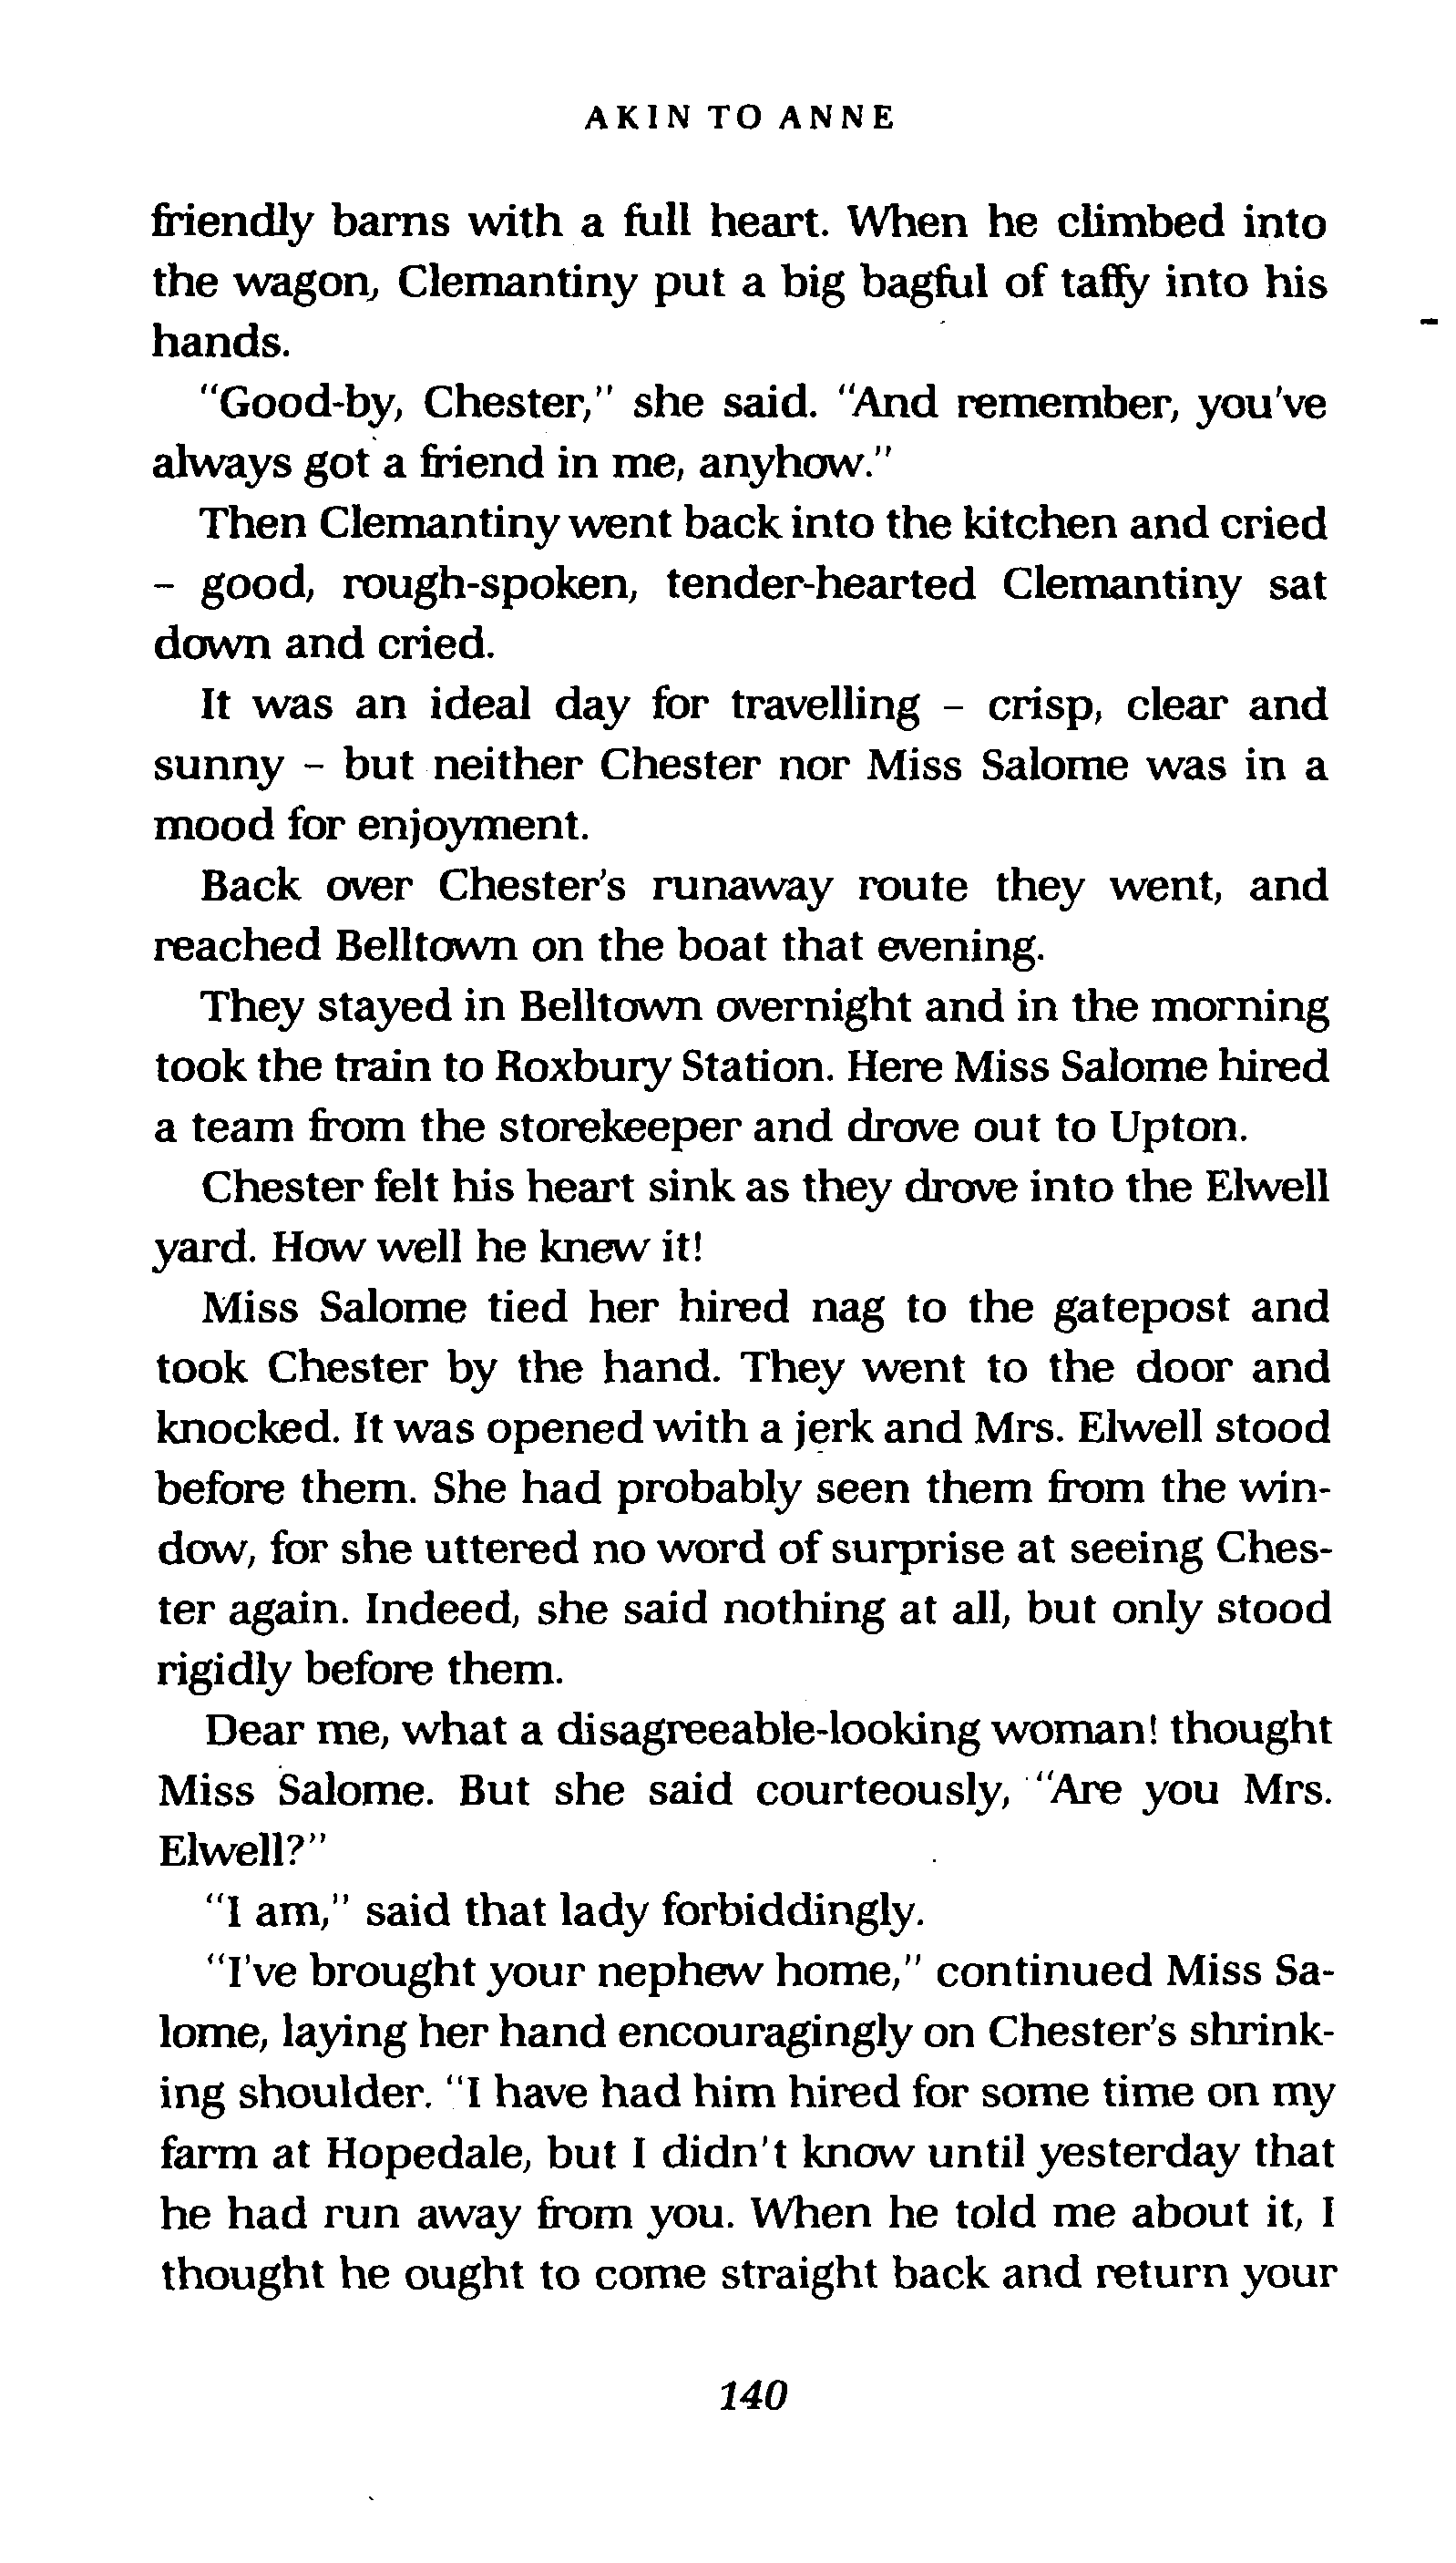 AKIN TO ANNE
friendly barns with a full heart. When he climbed into
the wagon, Clemantiny put a big bagful of taffy into his
hands.
"Good-by, Chester," she said. "And remember, you've
always got a friend in me, anyhow."
Then Clemantiny went back into the kitchen and cried
– good, rough-spoken, tender-hearted Clemantiny sat
down and cried.
It was an ideal day for travelling – crisp, clear and
sunny – but neither Chester nor Miss Salome was in a
mood for enjoyment.
Back over Chester's runaway route they went, and
reached Belltown on the boat that evening.
They stayed in Belltown overnight and in the morning
took the train to Roxbury Station. Here Miss Salome hired
a team from the storekeeper and drove out to Upton.
Chester felt his heart sink as they drove into the Elwell
yard. How well he knew it!
Miss Salome tied her hired nag to the gatepost and
took Chester by the hand. They went to the door and
knocked. It was opened with a jerk and Mrs. Elwell stood
before them. She had probably seen them from the win-
dow, for she uttered no word of surprise at seeing Ches-
ter again. Indeed, she said nothing at all, but only stood
rigidly before them.
Dear me, what a disagreeable-looking woman! thought
Miss Salome. But she said courteously, "Are you Mrs.
Elwell?"
"I am," said that lady forbiddingly.
"I've brought your nephew home," continued Miss Sa-
lome, laying her hand encouragingly on Chester's shrink-
ing shoulder. "I have had him hired for some time on my
farm at Hopedale, but I didn't know until yesterday that
he had run away from you. When he told me about it, I
thought he ought to come straight back and return your
140